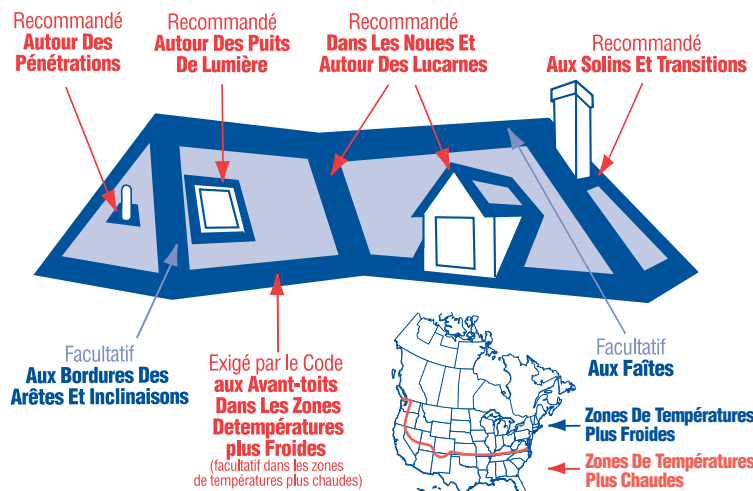 Recommandé
Autour Des
Pénétrations
Recommandé
Autour Des Puits
De Lumière
Recommandé
Dans Les Noues Et
Autour Des Lucarnes
Recommandé
Aux Solins Et Transitions
Facultatif
Aux Bordures Des
Arêtes Et Inclinaisons
Exigé par le Code
aux Avant-toits
Dans Les Zones
Detempératures
plus Froides
(facultatif dans les zones
de températures plus chaudes)
Facultatif
Aux Faîtes
Zones De Températures
Plus Froides
Zones De Températures
Plus Chaudes